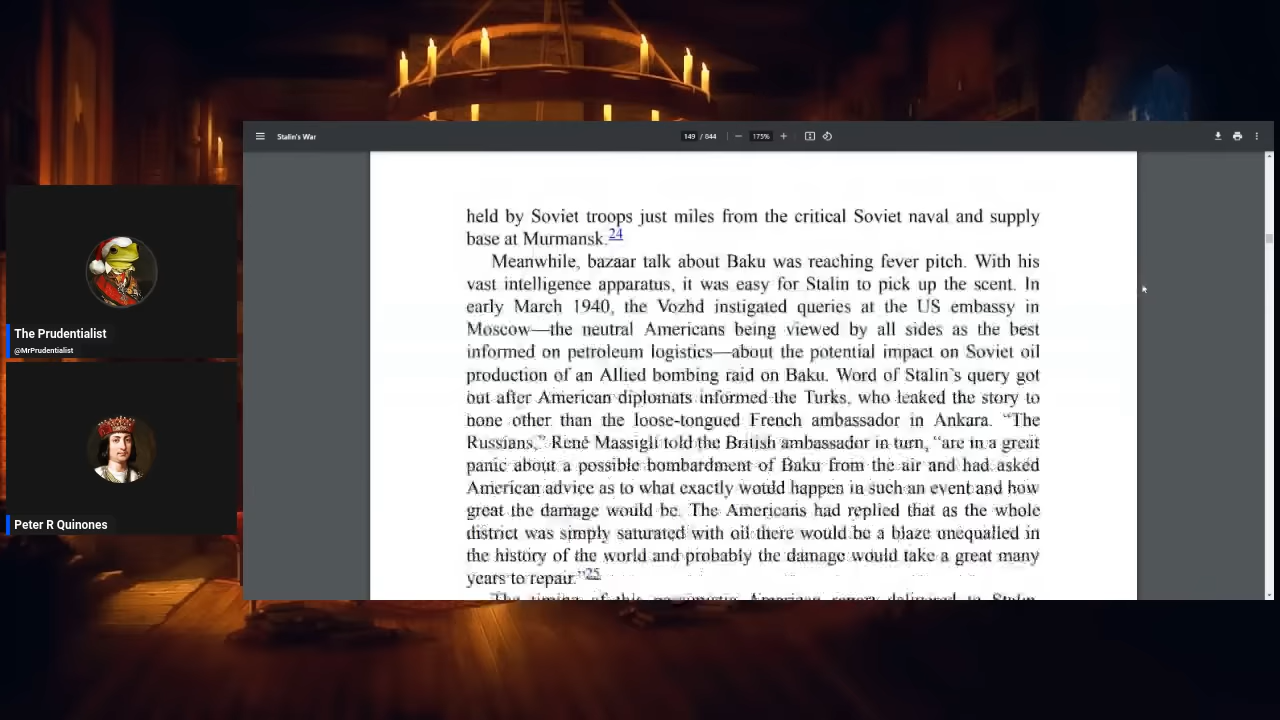 Stalin's War
149 / 844
175%
held by Soviet troops just miles from the critical Soviet naval and supply
base at Murmansk.24
Meanwhile, bazaar talk about Baku was reaching fever pitch. With his
vast intelligence apparatus, it was easy for Stalin to pick up the scent. In
early March 1940, the Vozhd instigated queries at the US embassy in
Moscow—the neutral Americans being viewed by all sides as the best
informed on petroleum logistics—about the potential impact on Soviet oil
production of an Allied bombing raid on Baku. Word of Stalin's query got
out after American diplomats informed the Turks, who leaked the story to
none other than the loose-tongued French ambassador in Ankara. “The
Russians,” René Massigli told the British ambassador in turn, “are in a great
panic about a possible bombardment of Baku from the air and had asked
American advice as to what exactly would happen in such an event and how
great the damage would be. The Americans had replied that as the whole
district was simply saturated with oil there would be a blaze unequalled in
the history of the world and probably the damage would take a great many
years to repair.”25
The timing of this American report delivered to Stalin
The Prudentialist
@MrPrudentialist
Peter R Quinones